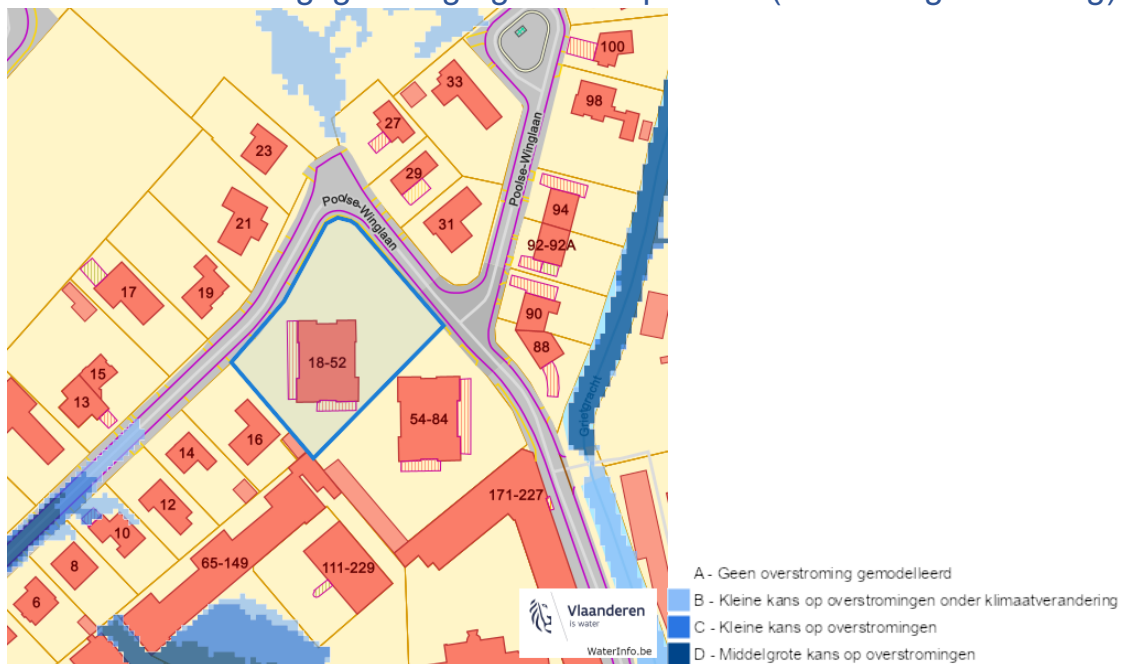 100
33
98
27
23
29
Poolse-Winglaan
94
Poolse-Winglaan
21
31
92-92A
17
19
90
88
18-52
15
13
54-84
Grietgracht
16
14
12
171-227
10
65-149
8
111-229
6
A - Geen overstroming gemodelleerd
Vlaanderen
B - Kleine kans op overstromingen onder klimaatverandering
is water
C - Kleine kans op overstromingen
WaterInfo.be
D - Middelgrote kans op overstromingen